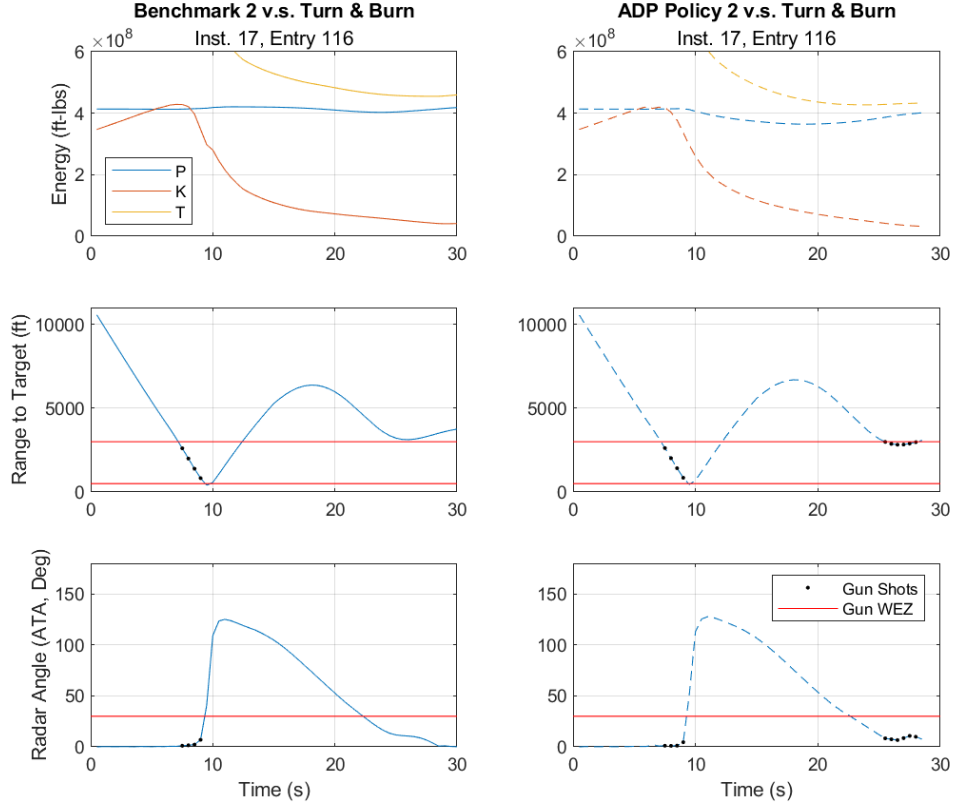 Benchmark 2 v.s. Turn & Burn
Inst. 17, Entry 116
×10⁸
Energy (ft-lbs)
6
4
2
0
P
K
T
0 10 20 30
ADP Policy 2 v.s. Turn & Burn
Inst. 17, Entry 116
×10⁸
6
4
2
0
0 10 20 30
Range to Target (ft)
10000
5000
0
0 10 20 30
10000
5000
0
0 10 20 30
Radar Angle (ATA, Deg)
150
100
50
0
0 10 20 30
Time (s)
150
100
50
0
Gun Shots
Gun WEZ
0 10 20 30
Time (s)